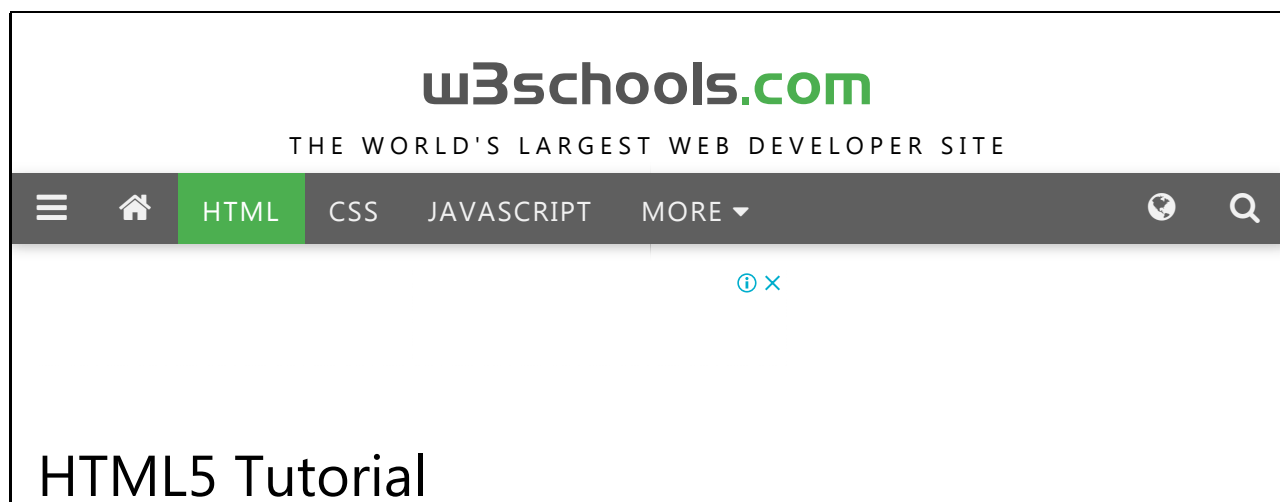 w3schools.com
THE WORLD'S LARGEST WEB DEVELOPER SITE
HTML CSS JAVASCRIPT MORE
HTML5 Tutorial